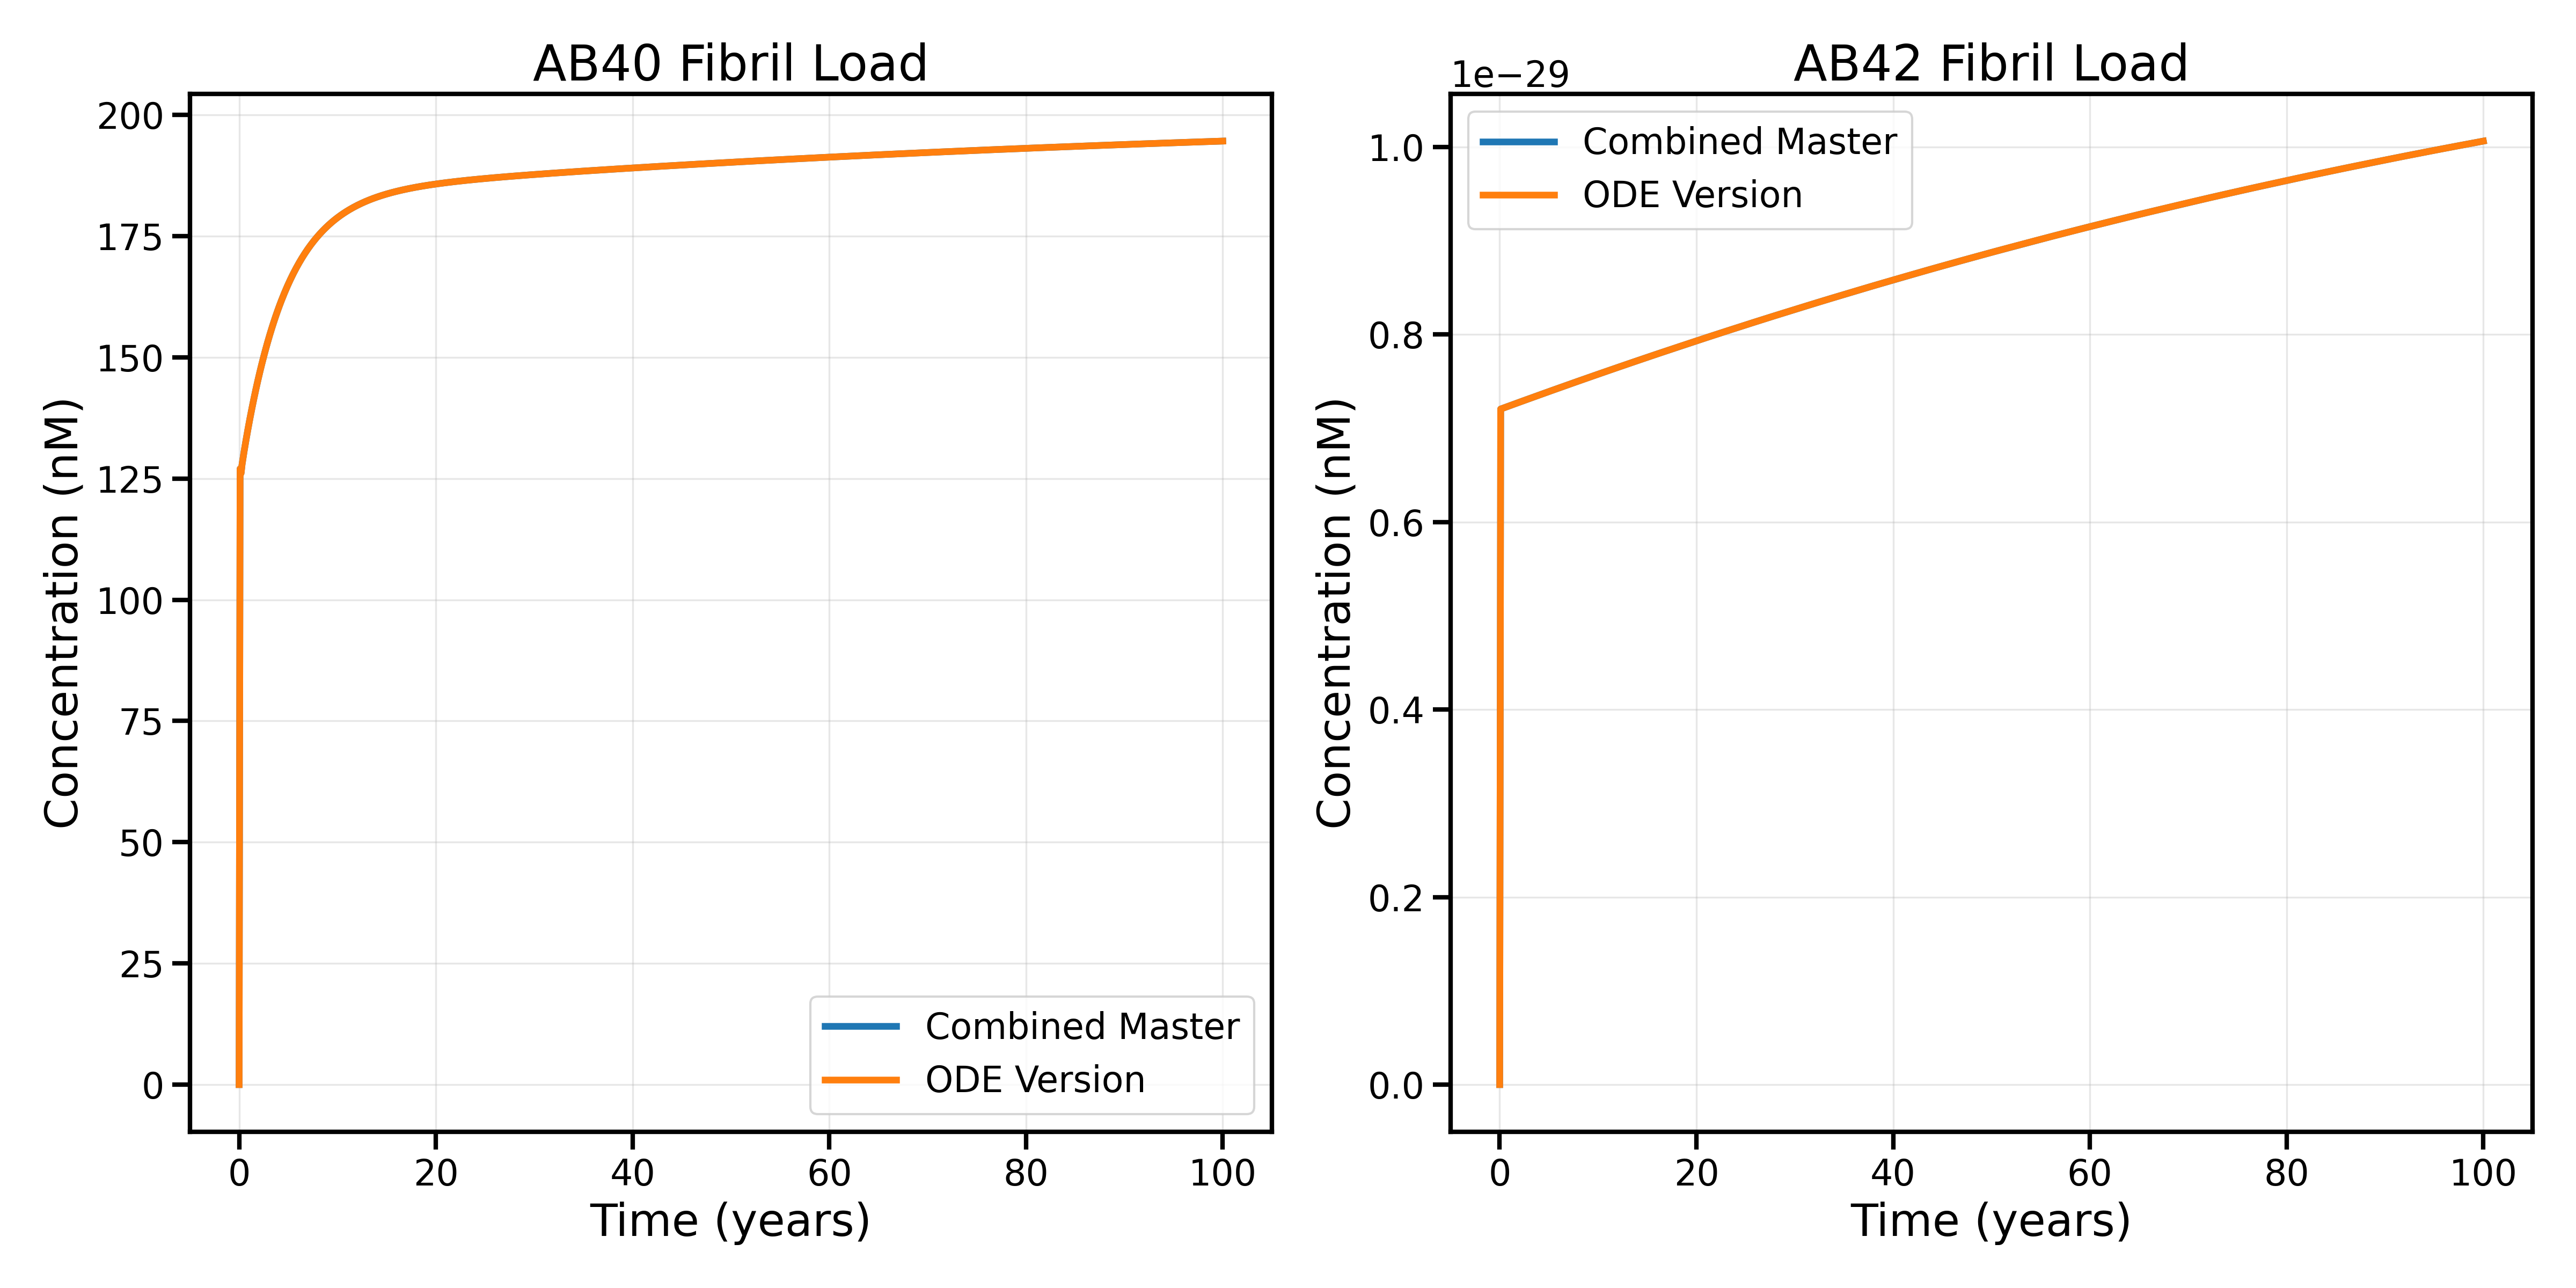 AB40 Fibril Load
Concentration (nM)
200
175
150
125
100
75
50
25
0
0 20 40 60 80 100
Time (years)
Combined Master
ODE Version
AB42 Fibril Load
1e−29
Concentration (nM)
1.0
0.8
0.6
0.4
0.2
0.0
0 20 40 60 80 100
Time (years)
Combined Master
ODE Version